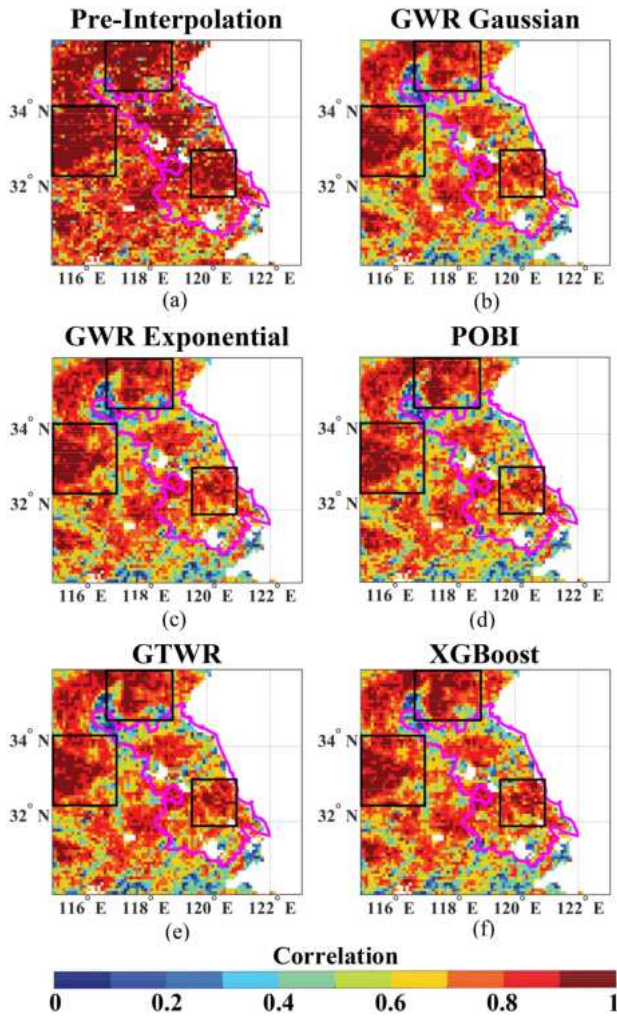 Pre-Interpolation GWR Gaussian
34° N 34° N
32° N 32° N
116° E 118° E 120° E 122° E 116° E 118° E 120° E 122° E
(a) (b)
GWR Exponential POBI
34° N 34° N
32° N 32° N
116° E 118° E 120° E 122° E 116° E 118° E 120° E 122° E
(c) (d)
GTWR XGBoost
34° N 34° N
32° N 32° N
116° E 118° E 120° E 122° E 116° E 118° E 120° E 122° E
(e) (f)
Correlation
0 0.2 0.4 0.6 0.8 1